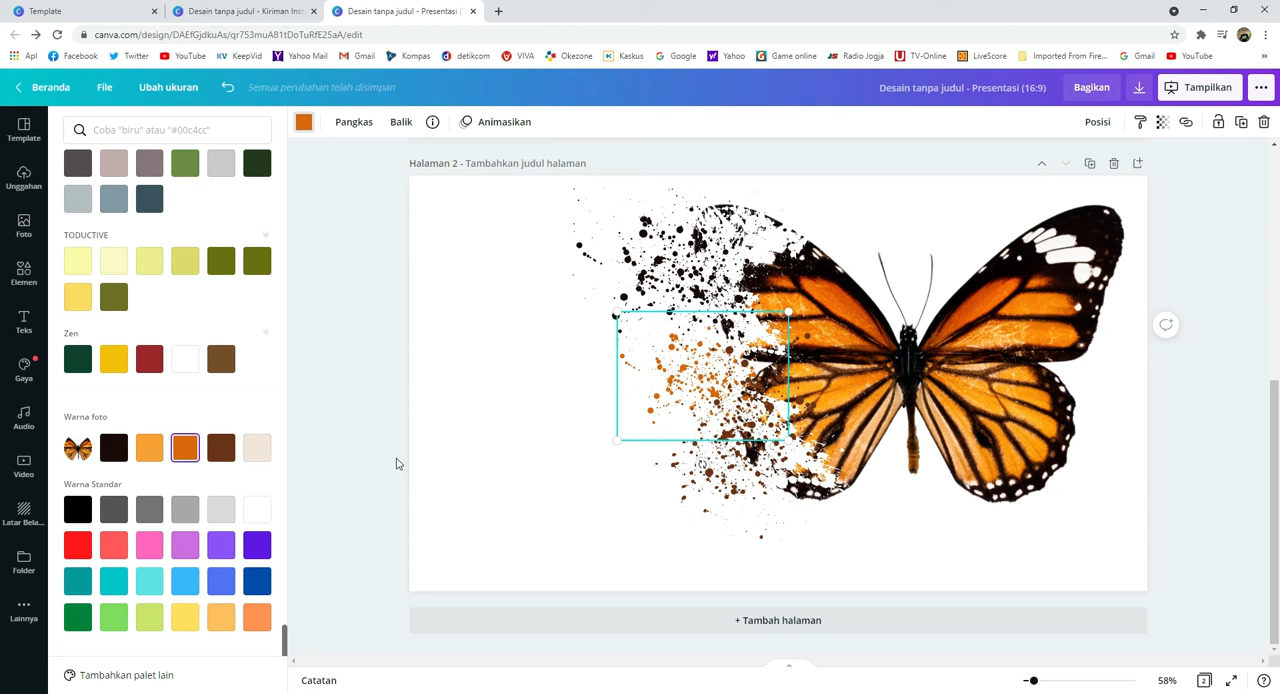 Template
Desain tanpa judul - Kiriman Inst
Desain tanpa judul - Presentasi (
canva.com/design/DAEfGjdkuAs/qr753muA81tDoTuRfE25aA/edit
Apl
Facebook
Twitter
YouTube
KV KeepVid
Yahoo Mail
Gmail
Kompas
detikcom
VIVA
Okezone
Kaskus
Google
Yahoo
Game online
Radio Jogja
TV-Online
LiveScore
Imported From Fire...
Gmail
YouTube
»
Beranda
File
Ubah ukuran
Semua perubahan telah disimpan
Desain tanpa judul - Presentasi (16:9)
Bagikan
Tampilkan
Template
Unggahan
Foto
Elemen
Teks
Gaya
Audio
Video
Latar Bela...
Folder
Lainnya
Coba "biru" atau "#00c4cc"
TODUCTIVE
Zen
Warna foto
Warna Standar
Tambahkan palet lain
Pangkas
Balik
Animasikan
Posisi
Halaman 2 - Tambahkan judul halaman
+ Tambah halaman
Catatan
58%
2